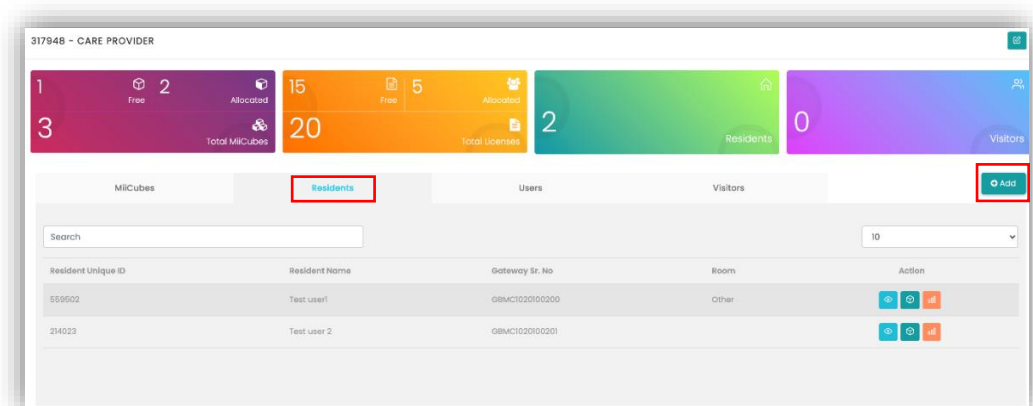 317948 - CARE PROVIDER
1 Free 2 Allocated
3 Total MiiCubes
15 Free 5 Allocated
20 Total Licenses
2 Residents
0 Visitors
MiiCubes Residents Users Visitors Add
Search 10
Resident Unique ID Resident Name Gateway Sr. No Room Action
559502 Test user1 GBMC1020100200 Other
214023 Test user 2 GBMC1020100201